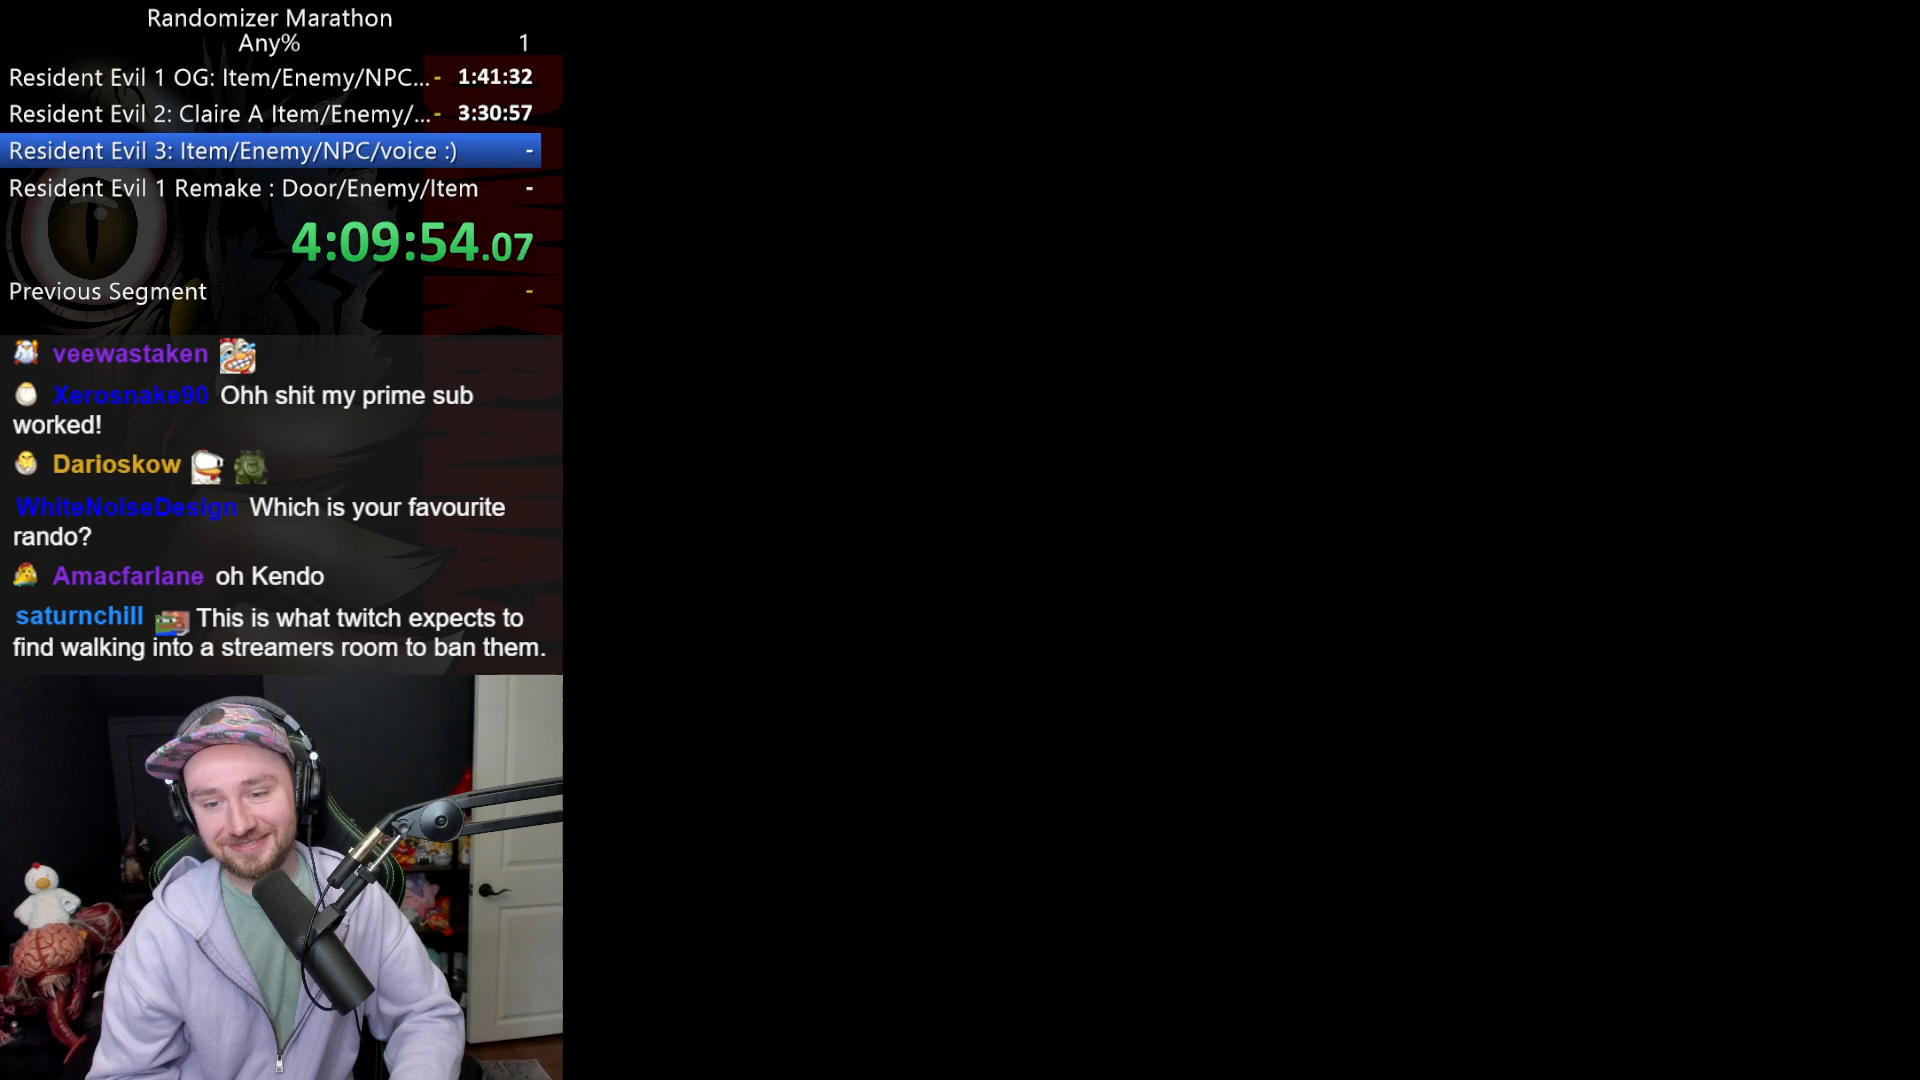 Randomizer Marathon
Any% 1
Resident Evil 1 OG: Item/Enemy/NPC... - 1:41:32
Resident Evil 2: Claire A Item/Enemy/... - 3:30:57
Resident Evil 3: Item/Enemy/NPC/voice :) -
Resident Evil 1 Remake : Door/Enemy/Item -
4:09:54.07
Previous Segment -
veewastaken
Xerosnake90 Ohh shit my prime sub
worked!
Darioskow
WhiteNoiseDesign Which is your favourite
rando?
Amacfarlane oh Kendo
saturnchill This is what twitch expects to
find walking into a streamers room to ban them.